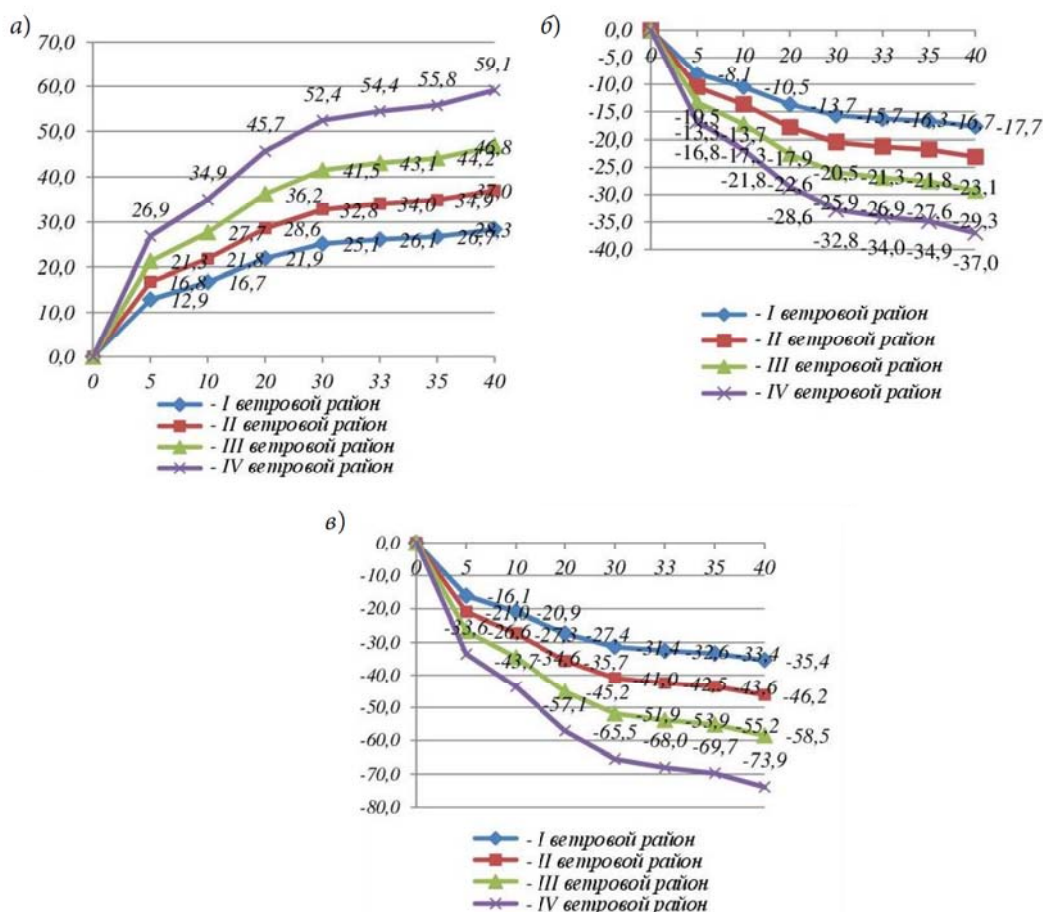 а)
70,0
60,0
50,0
40,0
30,0
20,0
10,0
0,0
26,9 34,9 45,7 52,4 54,4 55,8 59,1
21,3 27,7 36,2 41,5 43,1 44,2 46,8
16,8 21,8 28,6 32,8 34,0 34,9 37,0
12,9 16,7 21,9 25,1 26,1 26,7 28,3
0 5 10 20 30 33 35 40
- I ветровой район
- II ветровой район
- III ветровой район
- IV ветровой район
б)
0,0
-5,0
-10,0
-15,0
-20,0
-25,0
-30,0
-35,0
-40,0
0 5 10 20 30 33 35 40
-8,1 -10,5 -13,7 -15,7 -16,3 -16,7 -17,7
-10,5 -13,7 -17,9 -20,5 -21,3 -21,8 -23,1
-13,3 -17,3 -22,6 -25,9 -26,9 -27,6 -29,3
-16,8 -21,8 -28,6 -32,8 -34,0 -34,9 -37,0
- I ветровой район
- II ветровой район
- III ветровой район
- IV ветровой район
в)
0,0
-10,0
-20,0
-30,0
-40,0
-50,0
-60,0
-70,0
-80,0
0 5 10 20 30 33 35 40
-16,1 -20,9 -27,4 -31,4 -32,6 -33,4 -35,4
-21,0 -27,3 -35,7 -41,0 -42,5 -43,6 -46,2
-26,6 -34,6 -45,2 -51,9 -53,9 -55,2 -58,5
-33,6 -43,7 -57,1 -65,5 -68,0 -69,7 -73,9
- I ветровой район
- II ветровой район
- III ветровой район
- IV ветровой район